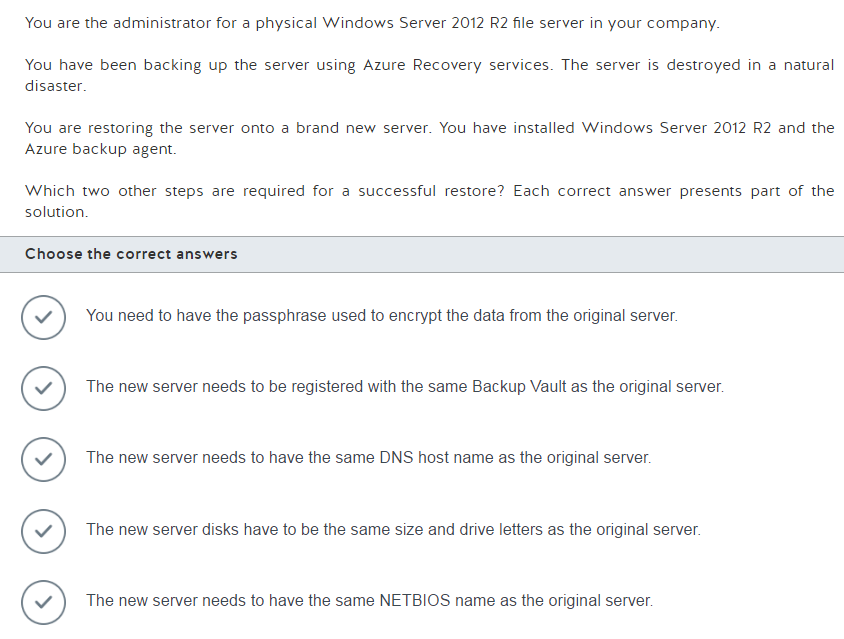 You are the administrator for a physical Windows Server 2012 R2 file server in your company.
You have been backing up the server using Azure Recovery services. The server is destroyed in a natural
disaster.
You are restoring the server onto a brand new server. You have installed Windows Server 2012 R2 and the
Azure backup agent.
Which two other steps are required for a successful restore? Each correct answer presents part of the
solution.
Choose the correct answers
You need to have the passphrase used to encrypt the data from the original server.
The new server needs to be registered with the same Backup Vault as the original server.
The new server needs to have the same DNS host name as the original server.
The new server disks have to be the same size and drive letters as the original server.
The new server needs to have the same NETBIOS name as the original server.